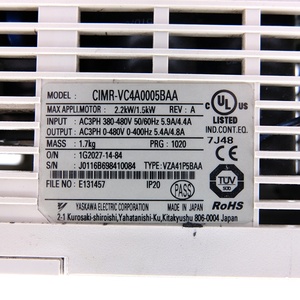 MODEL : CIMR-VC4A0005BAA
MAX APPLI.MOTOR : 2.2kW/1.5kW REV : A
INPUT : AC3PH 380-480V 50/60Hz 5.9A/4.4A
OUTPUT : AC3PH 0-480V 0-400Hz 5.4A/4.8A
MASS : 1.7kg PRG : 1020
O/N : 1G2027-14-84
S/N : J0116B698410084 TYPE : VZA41P5BAA
FILE NO : E131457 IP20 PASS
YASKAWA ELECTRIC CORPORATION
2-1 Kurosaki-shiroishi, Yahatanishi-Ku, Kitakyushu 806-0004 Japan
C UL US
LISTED
IND.CONT.EQ.
7J48
TÜV
RoHS